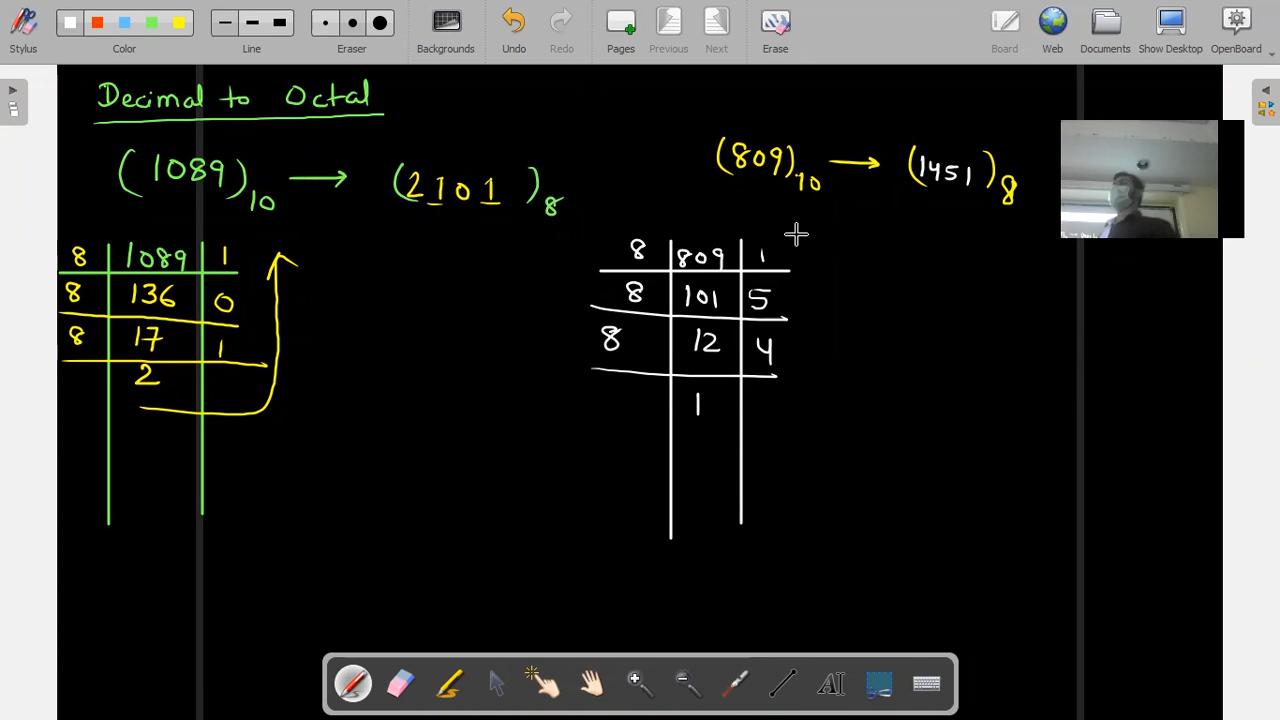 Stylus Color Line Eraser Backgrounds Undo Redo Pages Previous Next Erase Board Web Documents Show Desktop OpenBoard
Decimal to Octal
(1089)10 → (2101)8
8 1089 1
8 136 0
8 17 1
2
(809)10 → (1451)8
8 809 1
8 101 5
8 12 4
1